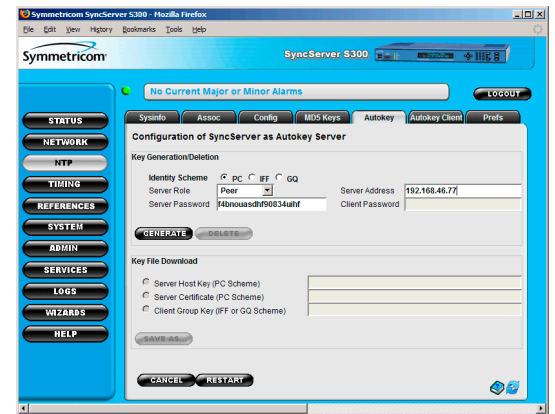 Symmetricom SyncServer S300 - Mozilla Firefox
File Edit View History Bookmarks Tools Help
Symmetricom
SyncServer S300
No Current Major or Minor Alarms
LOGOUT
Sysinfo Assoc Config MD5 Keys Autokey Autokey Client Prefs
STATUS
NETWORK
NTP
TIMING
REFERENCES
SYSTEM
ADMIN
SERVICES
LOGS
WIZARDS
HELP
Configuration of SyncServer as Autokey Server
Key Generation/Deletion
Identity Scheme PC IFF GQ
Server Role Peer Server Address 192.168.46.77
Server Password f4bnouasdhf90834uihf Client Password
GENERATE DELETE
Key File Download
Server Host Key (PC Scheme)
Server Certificate (PC Scheme)
Client Group Key (IFF or GQ Scheme)
SAVE AS...
CANCEL RESTART